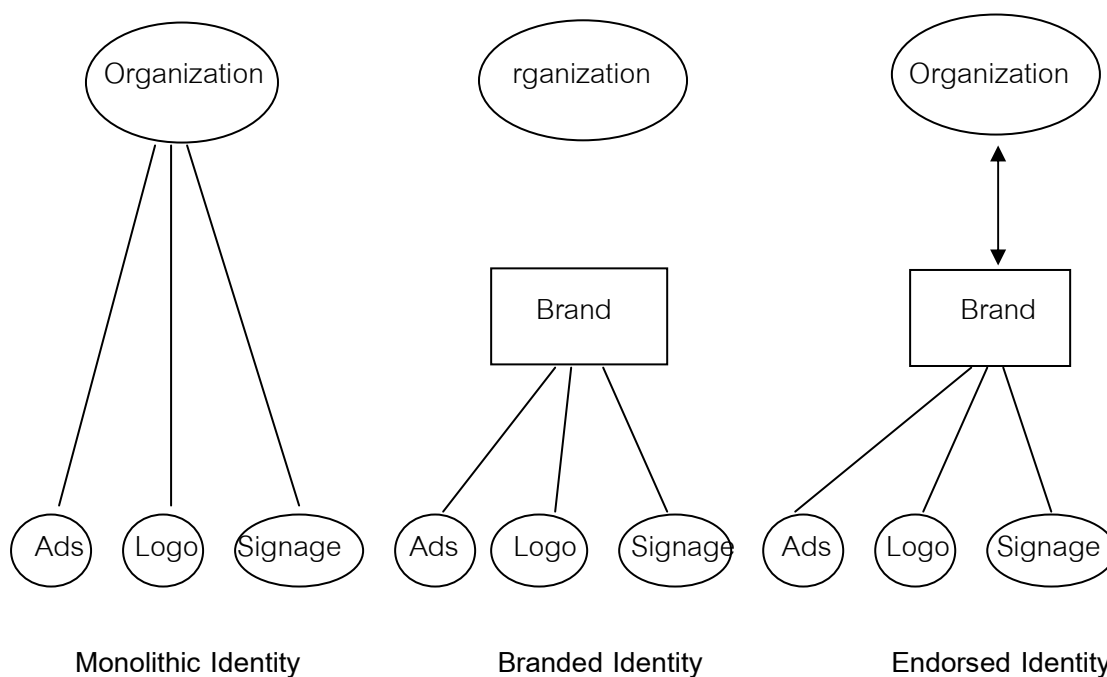 Organization
rganization
Organization
Brand
Brand
Ads
Logo
Signage
Ads
Logo
Signage
Ads
Logo
Signage
Monolithic Identity
Branded Identity
Endorsed Identity